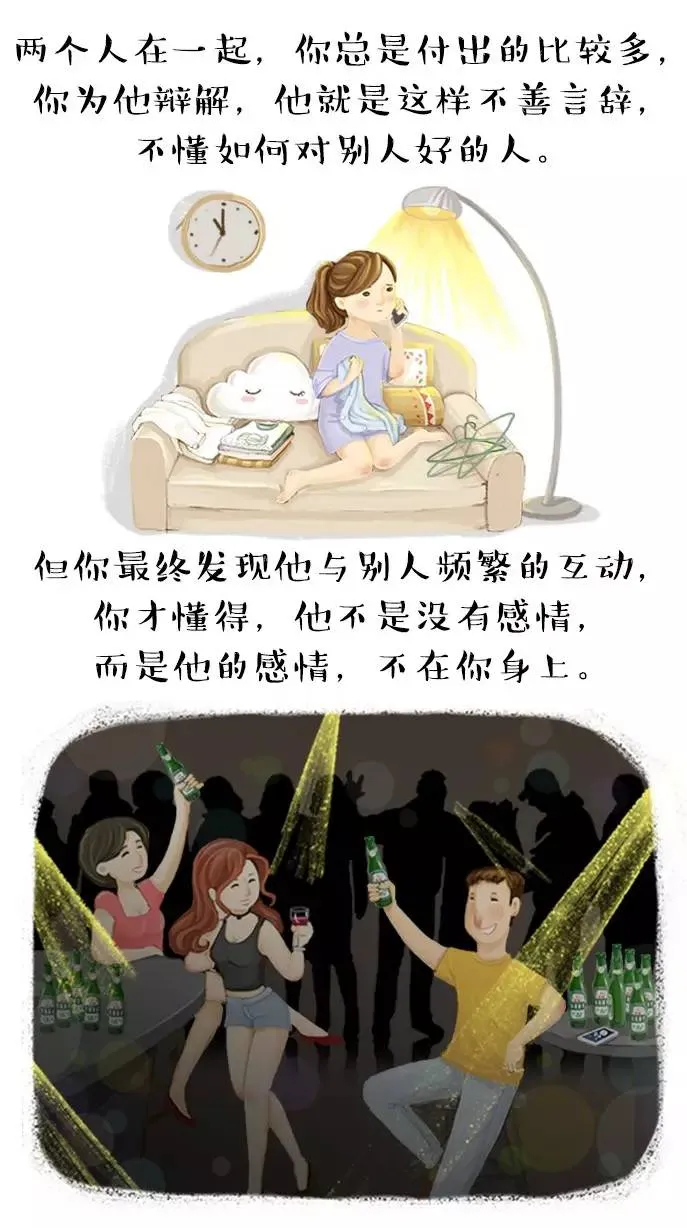 两个人在一起，你总是付出的比较多，
你为他辩解，他就是这样不善言辞，
不懂如何对别人好的人。
但你最终发现他与别人频繁的互动，
你才懂得，他不是没有感情，
而是他的感情，不在你身上。